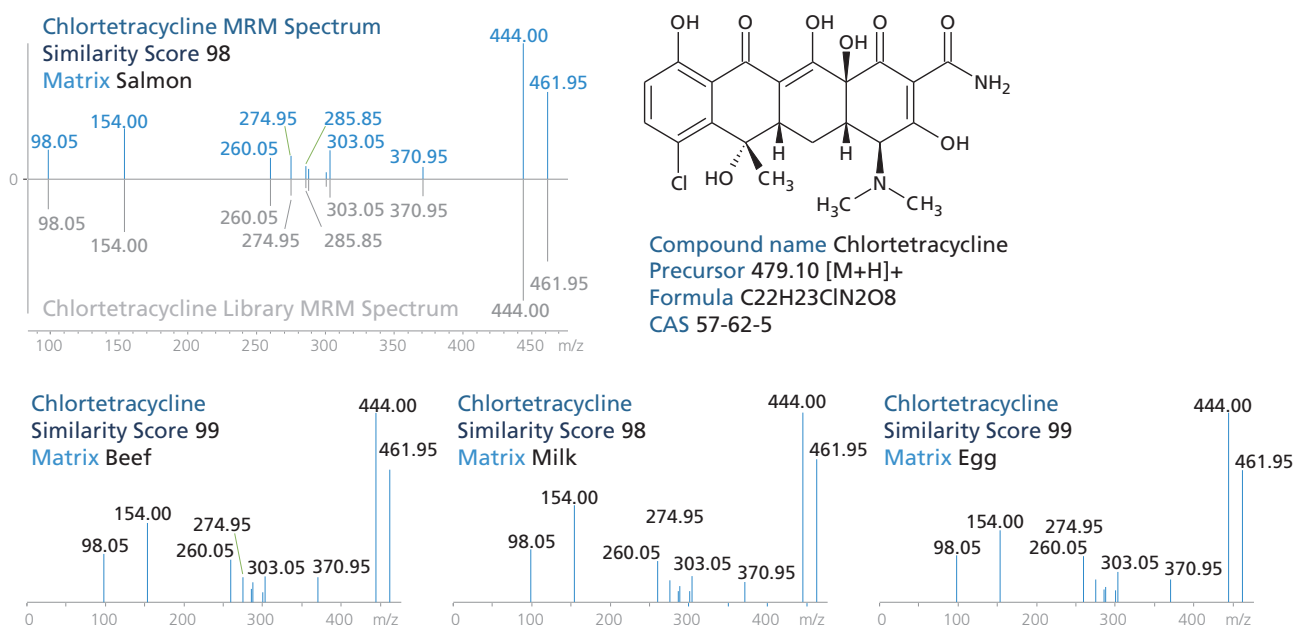 Chlortetracycline MRM Spectrum
Similarity Score 98
Matrix Salmon
444.00
461.95
154.00
98.05
274.95
285.85
260.05
303.05
370.95
0
98.05
154.00
260.05
274.95
285.85
303.05
370.95
461.95
444.00
Chlortetracycline Library MRM Spectrum
100 150 200 250 300 350 400 450 m/z
OH O OH OH O O
NH2
OH
H H
Cl HO CH3 N
H3C CH3
Compound name Chlortetracycline
Precursor 479.10 [M+H]+
Formula C22H23ClN2O8
CAS 57-62-5
Chlortetracycline
Similarity Score 99
Matrix Beef
444.00
461.95
154.00
274.95
98.05
260.05
303.05
370.95
0 100 200 300 400 m/z
Chlortetracycline
Similarity Score 98
Matrix Milk
444.00
461.95
154.00
274.95
98.05
260.05
303.05
370.95
0 100 200 300 400 m/z
Chlortetracycline
Similarity Score 99
Matrix Egg
444.00
461.95
154.00
274.95
98.05
260.05
303.05
370.95
0 100 200 300 400 m/z